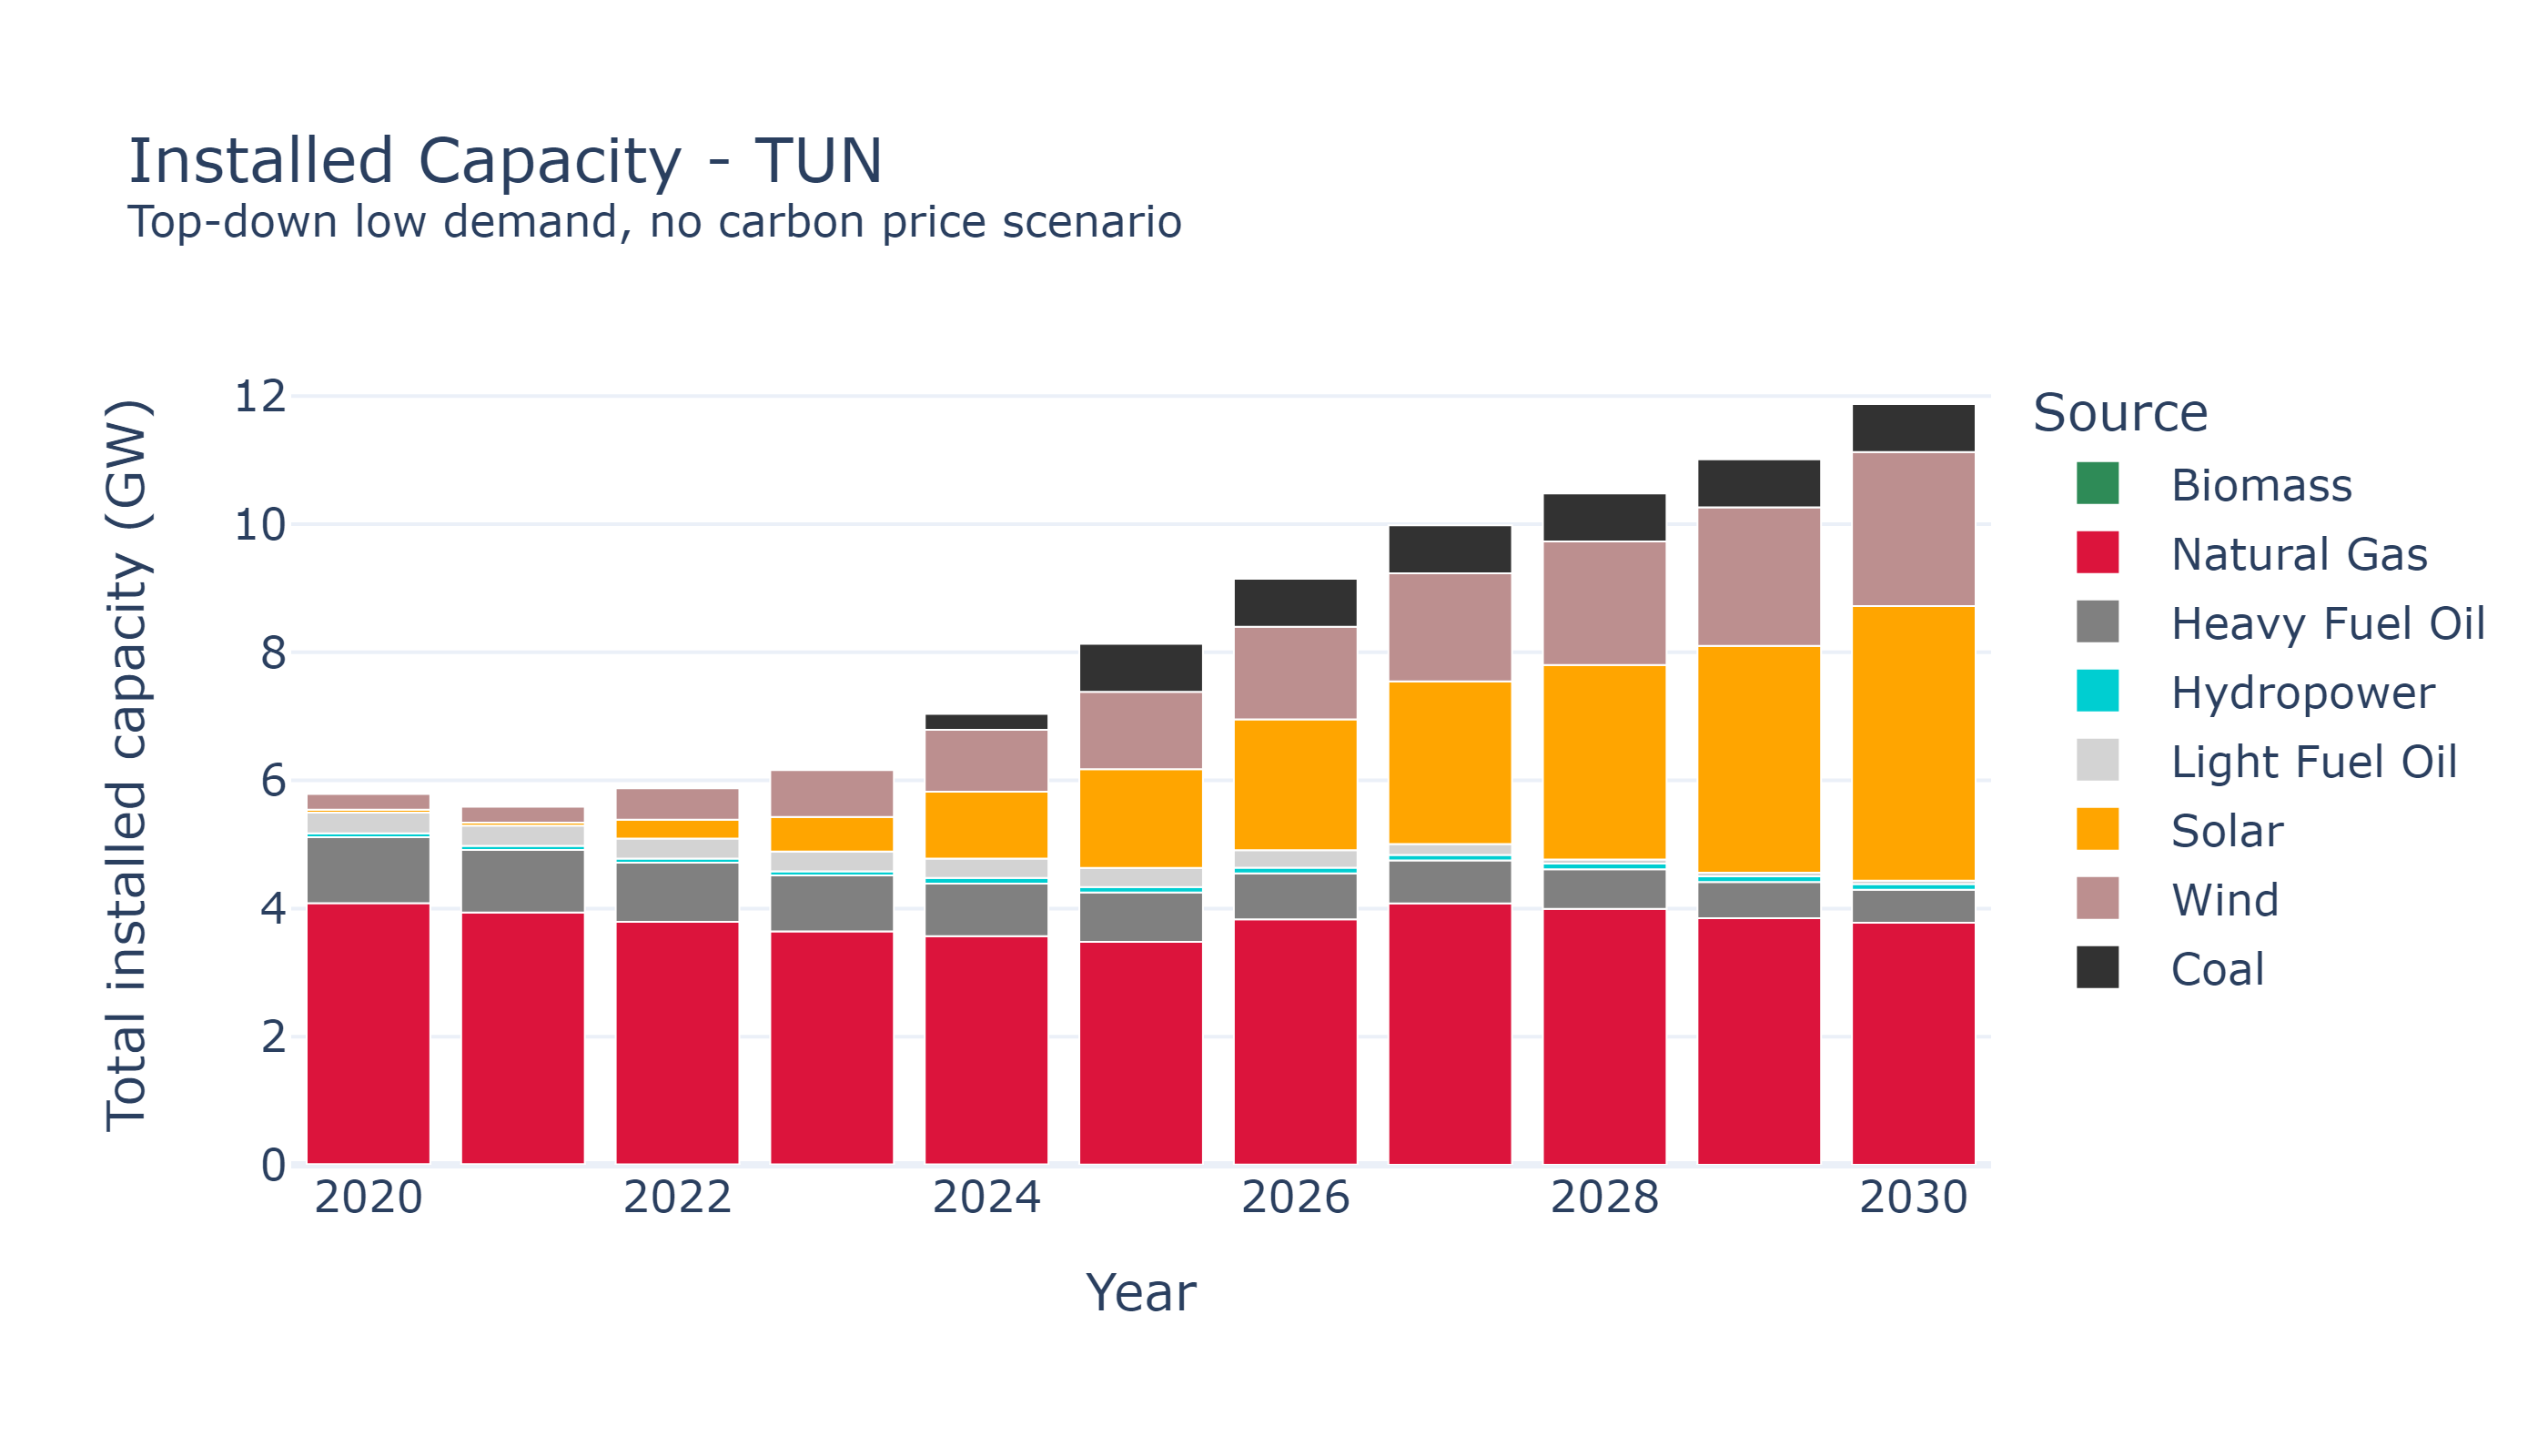 Installed Capacity - TUN
Top-down low demand, no carbon price scenario
Total installed capacity (GW)
12
10
8
6
4
2
0
2020
2022
2024
2026
2028
2030
Year
Source
Biomass
Natural Gas
Heavy Fuel Oil
Hydropower
Light Fuel Oil
Solar
Wind
Coal